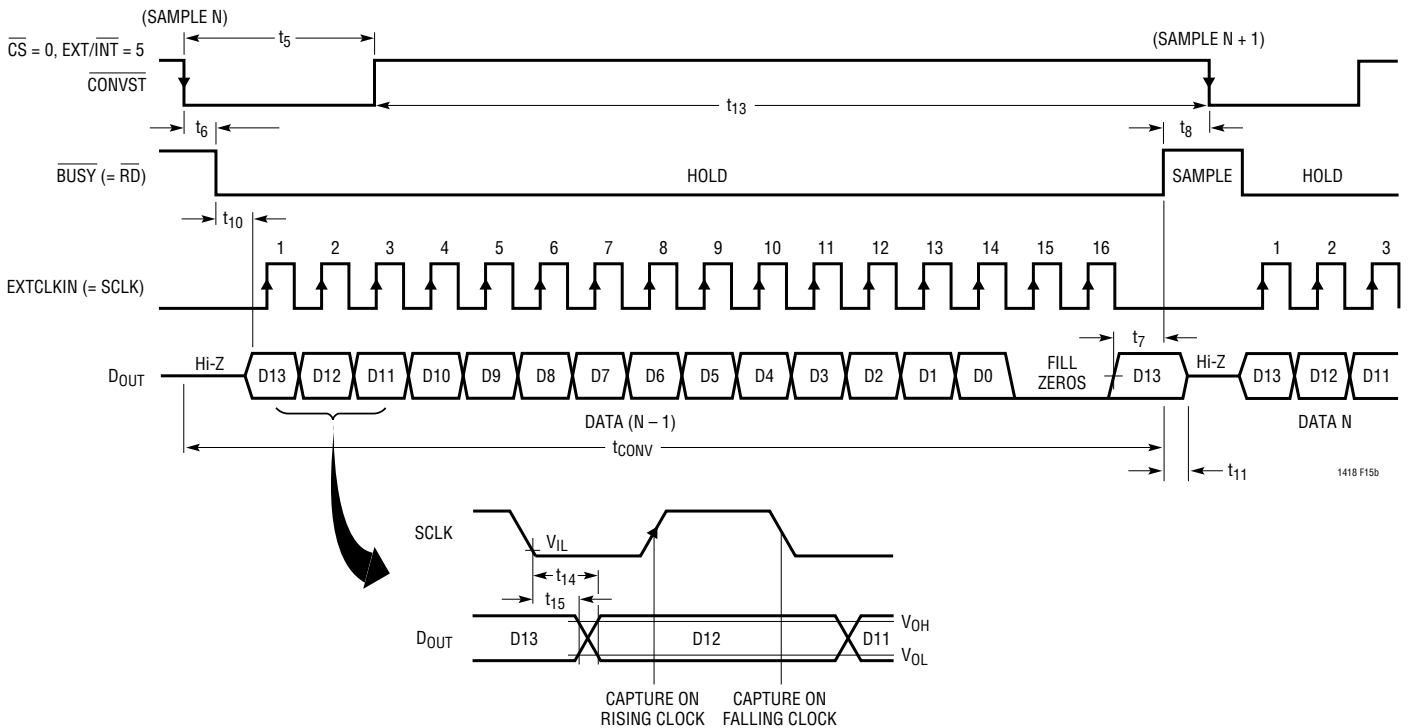 (SAMPLE N)
t5
CS = 0, EXT/INT = 5
(SAMPLE N + 1)
CONVST
t13
t6
t8
BUSY (= RD)
HOLD
SAMPLE
HOLD
t10
1 2 3 4 5 6 7 8 9 10 11 12 13 14 15 16 1 2 3
EXTCLKIN (= SCLK)
t7
Hi-Z
FILL
ZEROS
Hi-Z
DOUT
D13 D12 D11 D10 D9 D8 D7 D6 D5 D4 D3 D2 D1 D0 D13 D13 D12 D11
DATA (N – 1)
DATA N
tCONV
t11
1418 F15b
SCLK
VIL
t14
t15
VOH
DOUT
D13 D12 D11
VOL
CAPTURE ON
RISING CLOCK
CAPTURE ON
FALLING CLOCK